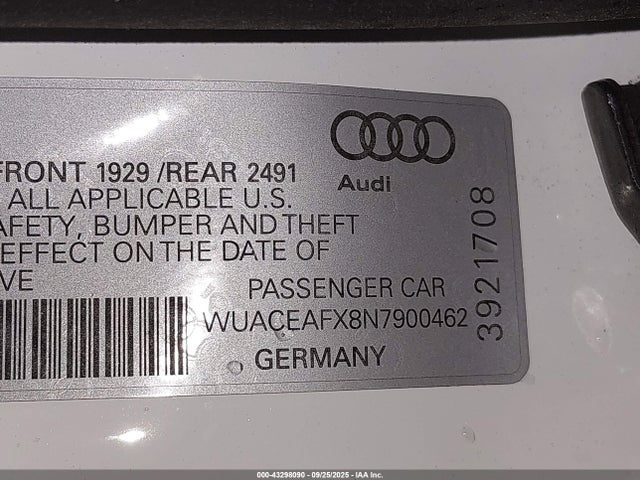 FRONT 1929 /REAR 2491
ALL APPLICABLE U.S.
AFETY, BUMPER AND THEFT
EFFECT ON THE DATE OF
VE
Audi
PASSENGER CAR
WUACEAFX8N7900462
GERMANY
3921708
000-43298090 - 09/25/2025 - IAA Inc.